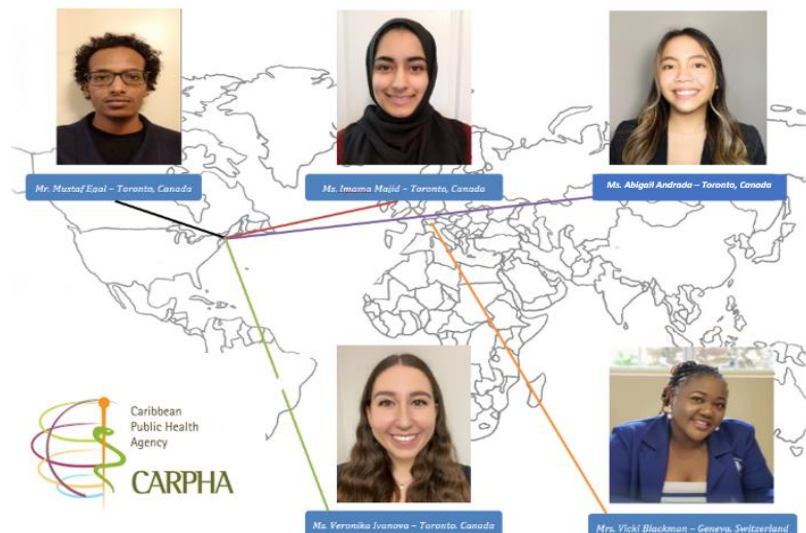 Mr. Mustaf Egal – Toronto, Canada
Ms. Imama Majid – Toronto, Canada
Ms. Abigail Andrada – Toronto, Canada
Caribbean
Public Health
Agency
CARPHA
Ms. Veronika Ivanova – Toronto, Canada
Mrs. Vicki Blackman – Geneva, Switzerland